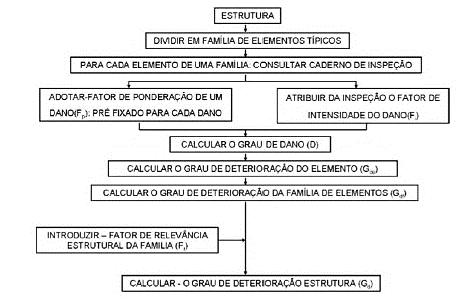 ESTRUTURA
DIVIDIR EM FAMÍLIA DE ELEMENTOS TÍPICOS
PARA CADA ELEMENTO DE UMA FAMÍLIA: CONSULTAR CADERNO DE INSPEÇÃO
ADOTAR-FATOR DE PONDERAÇÃO DE UM
DANO(Fp): PRÉ FIXADO PARA CADA DANO
ATRIBUIR DA INSPEÇÃO O FATOR DE
INTENSIDADE DO DANO(Fi)
CALCULAR O GRAU DE DANO (D)
CALCULAR O GRAU DE DETERIORAÇÃO DO ELEMENTO (Gde)
CALCULAR O GRAU DE DETERIORAÇÃO DA FAMÍLIA DE ELEMENTOS (Gdf)
INTRODUZIR – FATOR DE RELEVÂNCIA
ESTRUTURAL DA FAMILIA (Fr)
CALCULAR - O GRAU DE DETERIORAÇÃO ESTRUTURA (Gd)